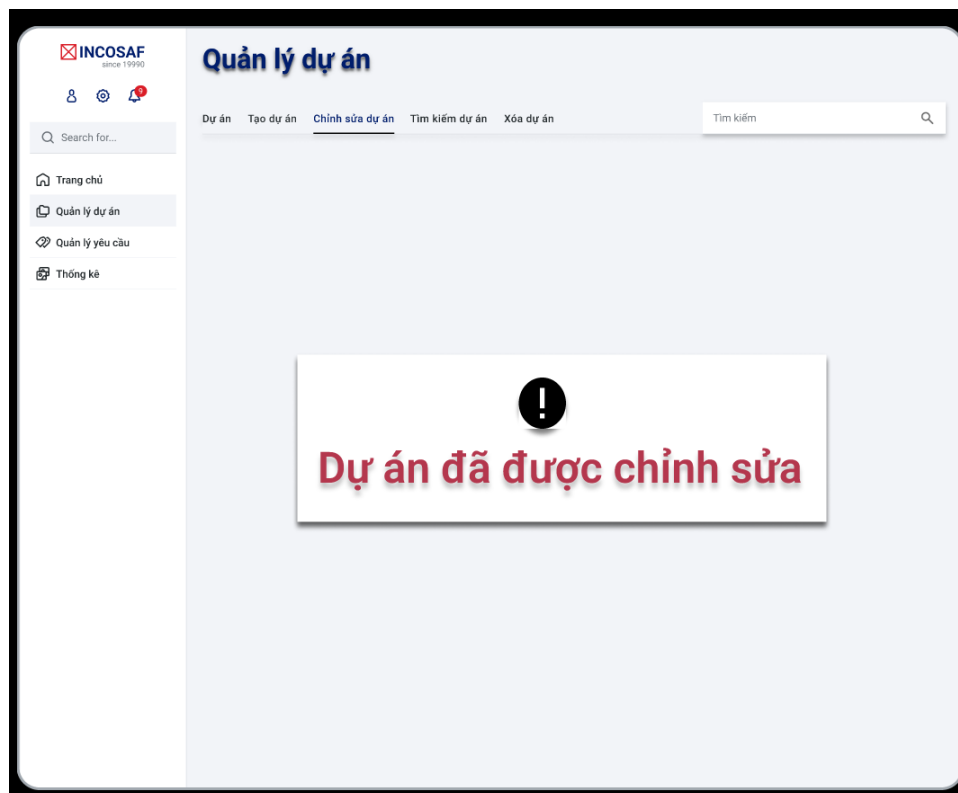 INCOSAF
since 19990
9
Search for...
Trang chủ
Quản lý dự án
Quản lý yêu cầu
Thống kê
Quản lý dự án
Dự án Tạo dự án Chỉnh sửa dự án Tìm kiếm dự án Xóa dự án
Tìm kiếm
Dự án đã được chỉnh sửa